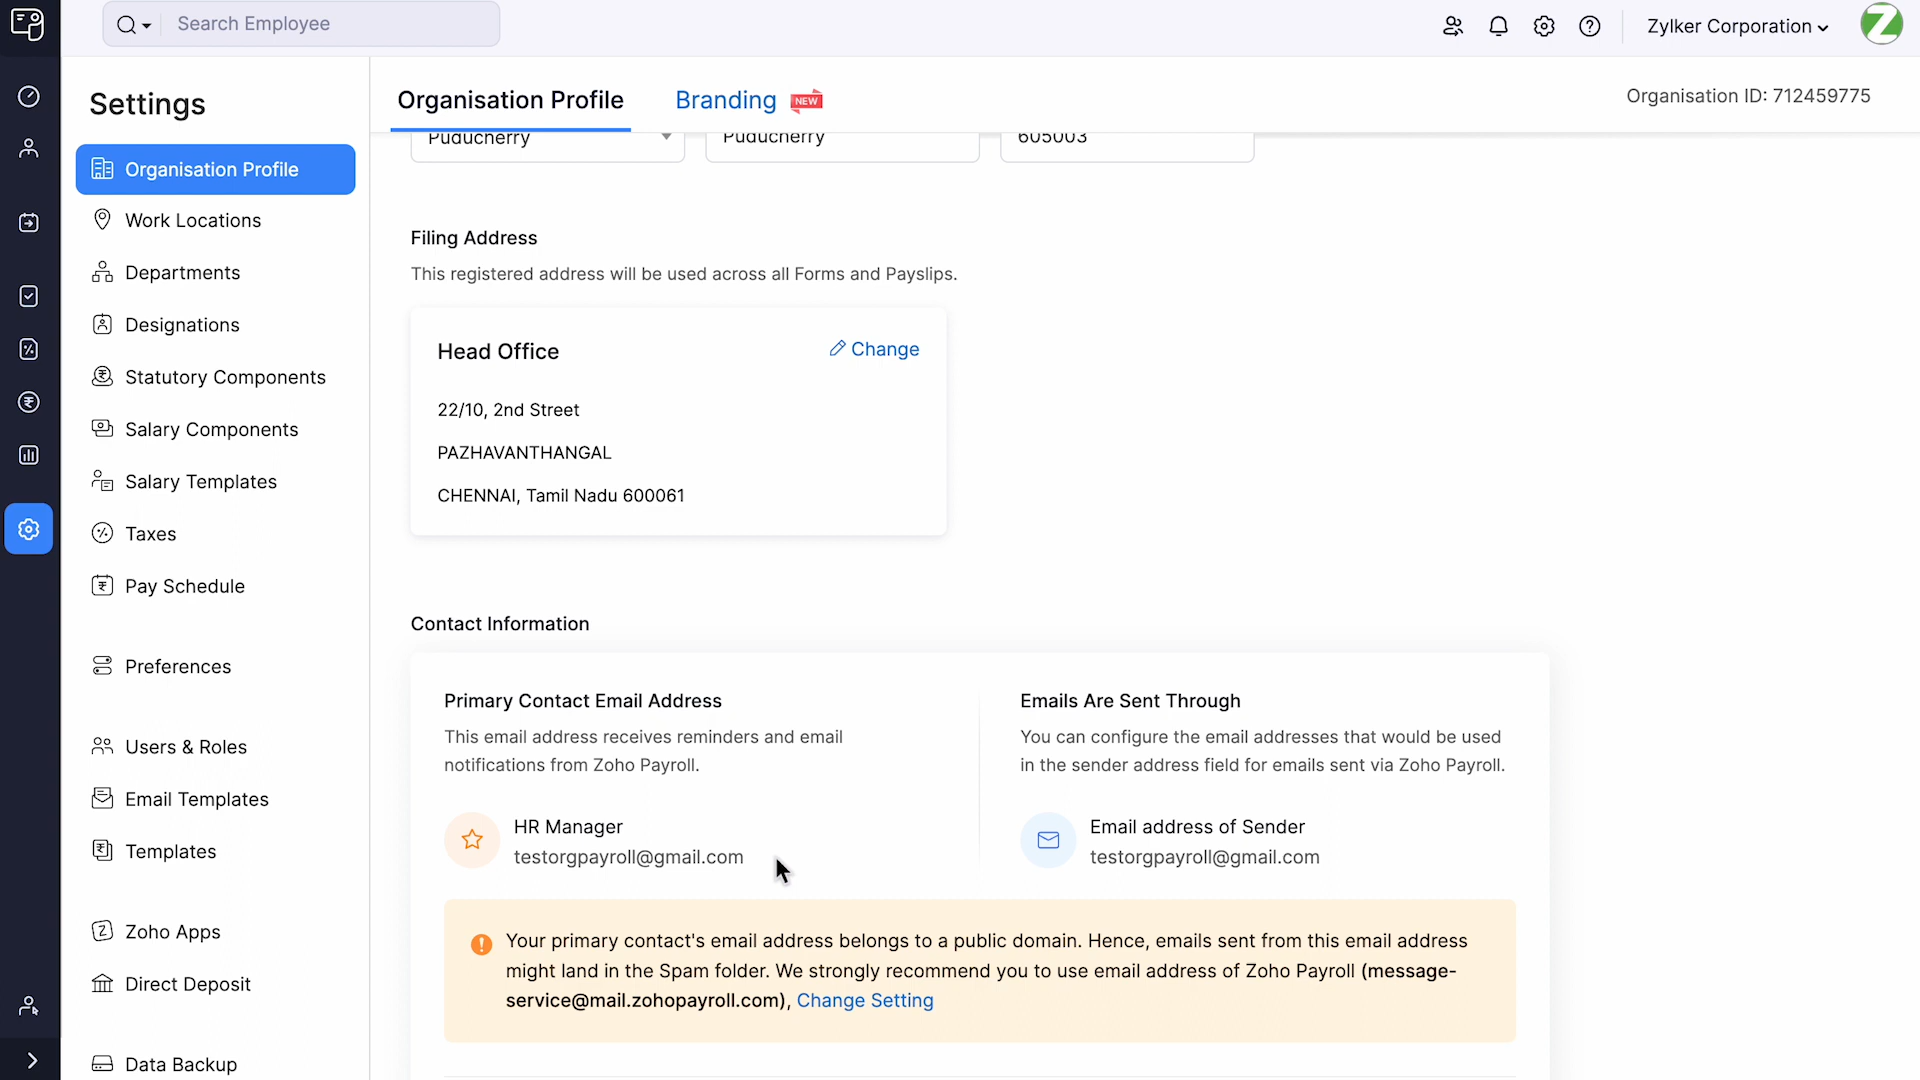 Search Employee
Zylker Corporation
Z
Settings
Organisation Profile
Work Locations
Departments
Designations
Statutory Components
Salary Components
Salary Templates
Taxes
Pay Schedule
Preferences
Users & Roles
Email Templates
Templates
Zoho Apps
Direct Deposit
Data Backup
Organisation Profile
Branding NEW
Organisation ID: 712459775
Puducherry
Puducherry
605003
Filing Address
This registered address will be used across all Forms and Payslips.
Head Office
Change
22/10, 2nd Street
PAZHAVANTHANGAL
CHENNAI, Tamil Nadu 600061
Contact Information
Primary Contact Email Address
This email address receives reminders and email
notifications from Zoho Payroll.
HR Manager
testorgpayroll@gmail.com
Emails Are Sent Through
You can configure the email addresses that would be used
in the sender address field for emails sent via Zoho Payroll.
Email address of Sender
testorgpayroll@gmail.com
Your primary contact's email address belongs to a public domain. Hence, emails sent from this email address
might land in the Spam folder. We strongly recommend you to use email address of Zoho Payroll (message-
service@mail.zohopayroll.com), Change Setting